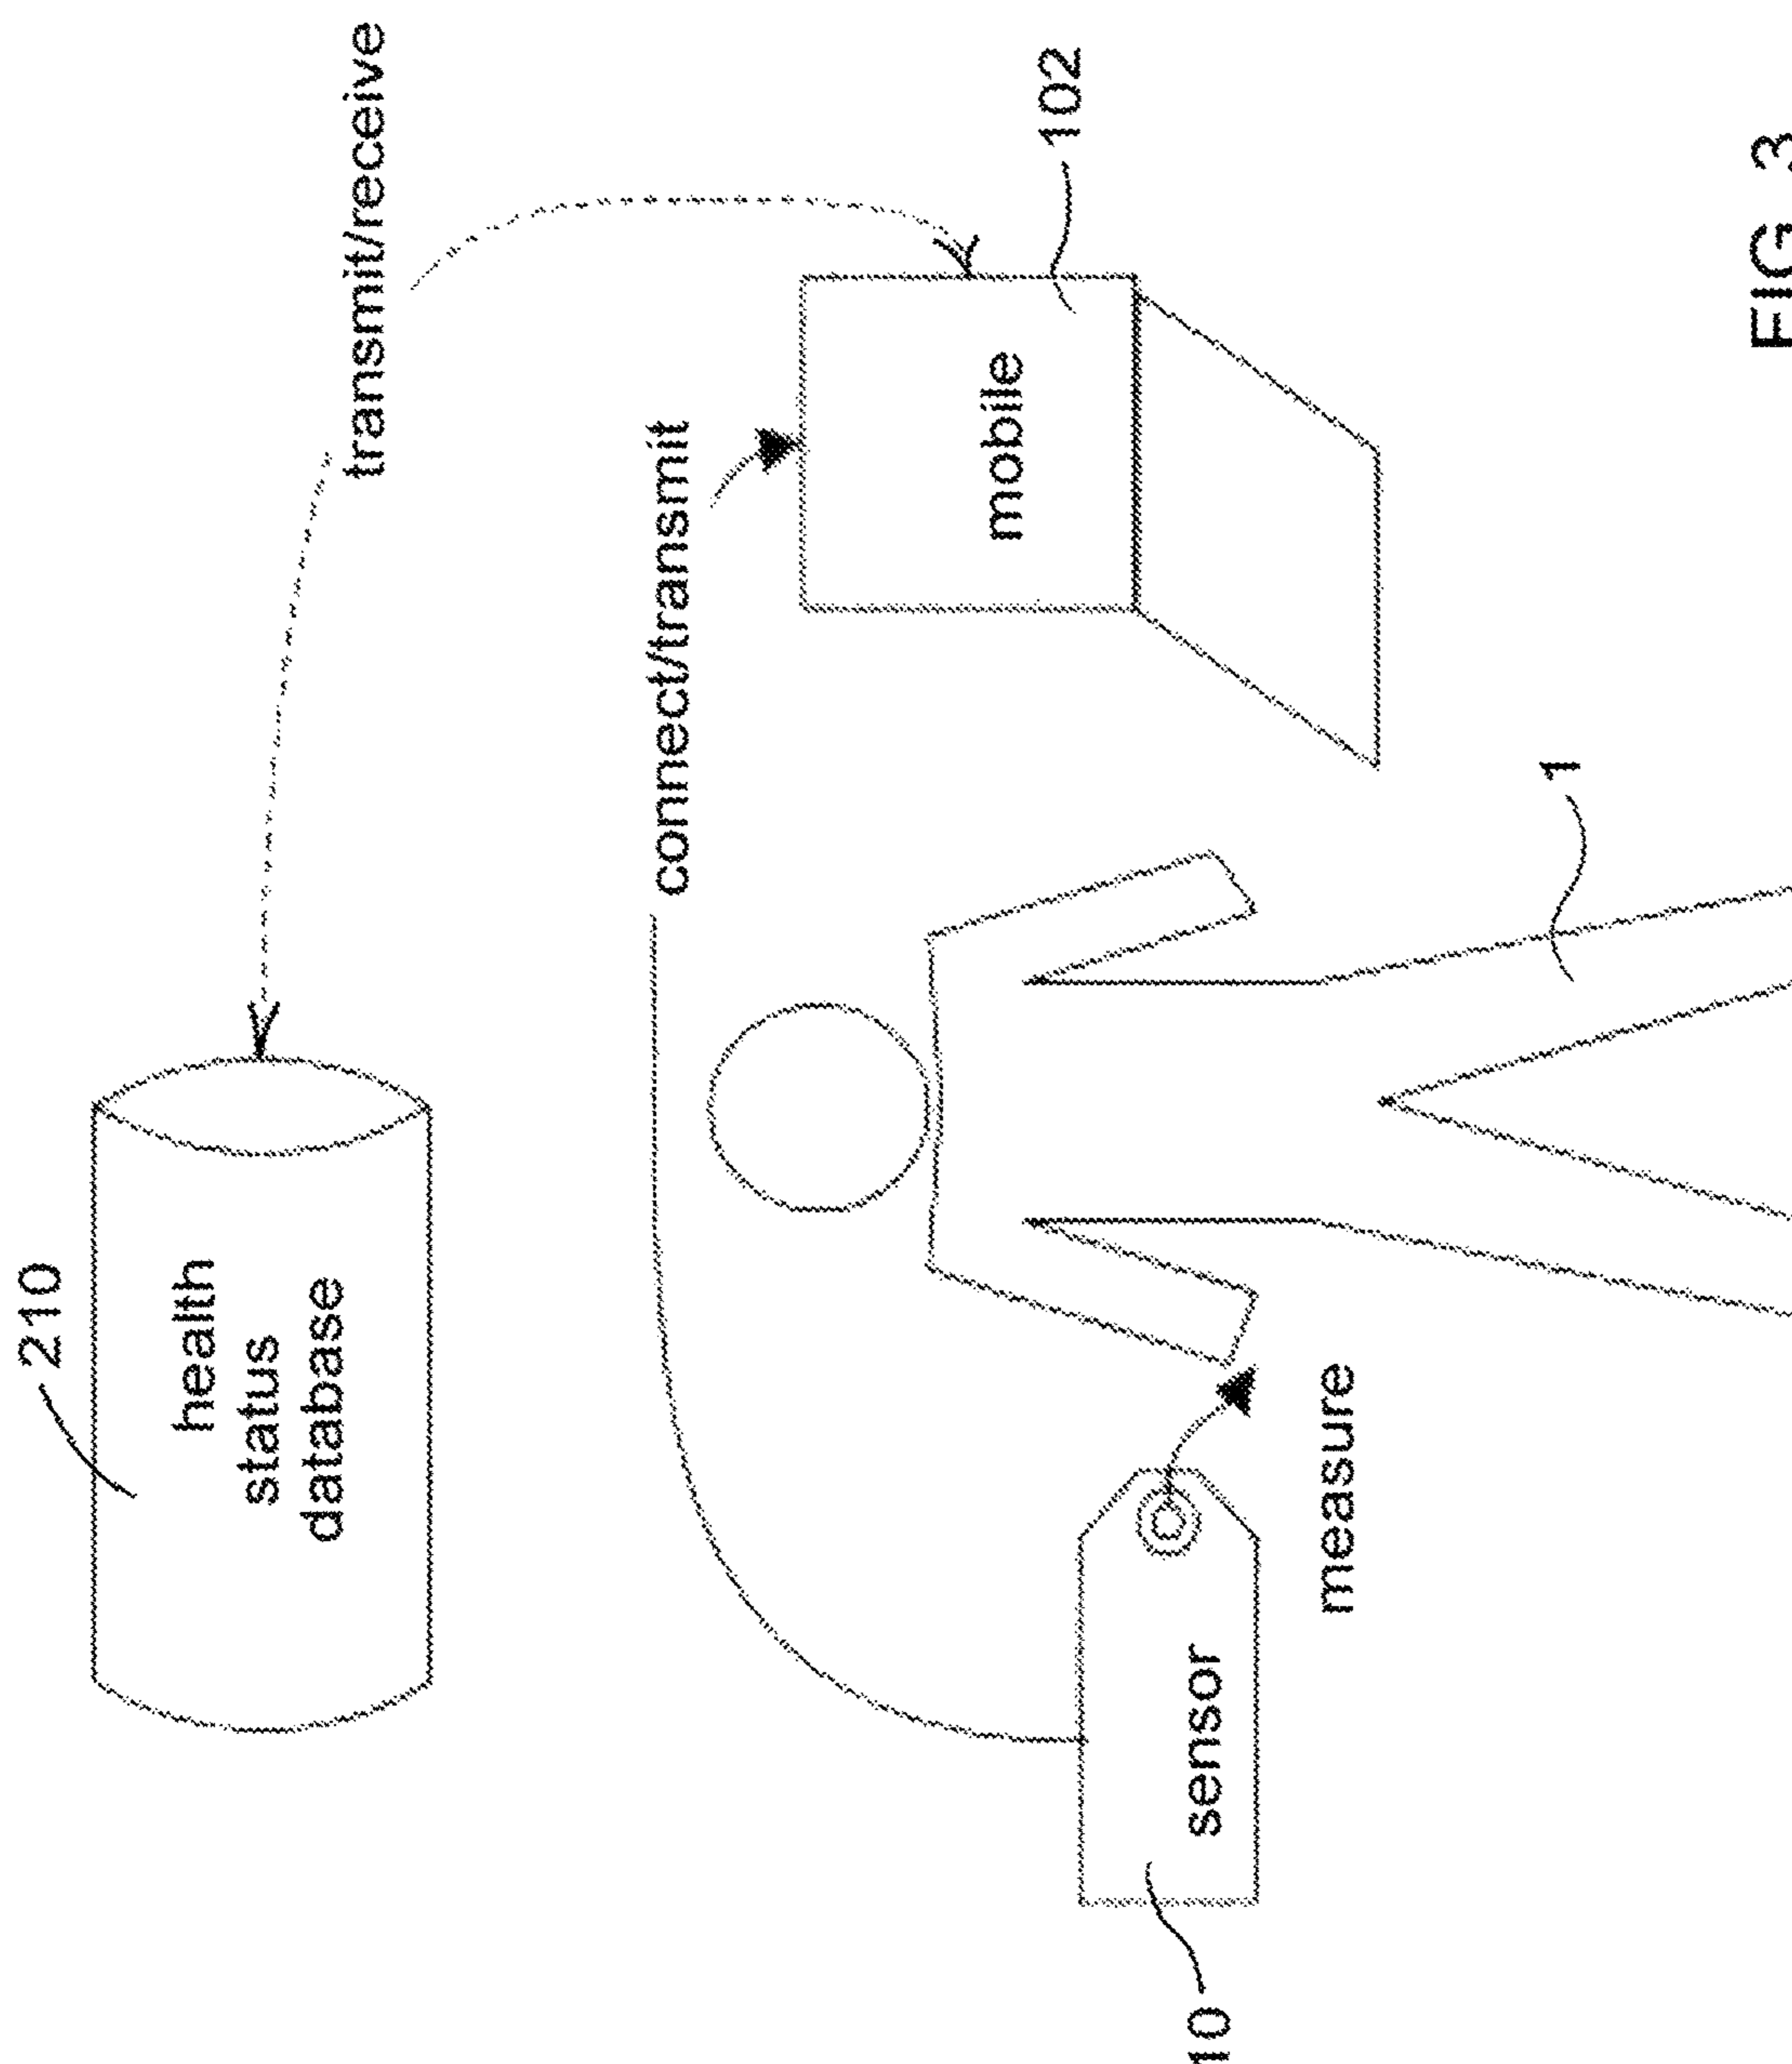 210
health
status
database
transmit/receive
connect/transmit
mobile
102
10
sensor
measure
1
FIG 3